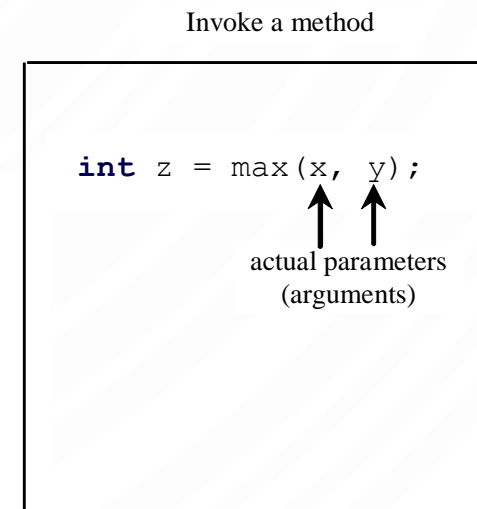 Invoke a method
int z = max(x, y);
actual parameters
(arguments)